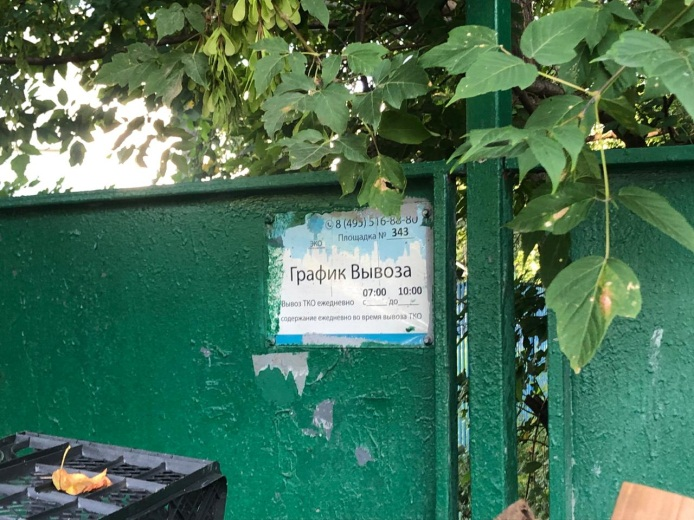 8 (495) 516-88-80
ЭКО
Площадка № 343
График Вывоза
07:00 10:00
Вывоз ТКО ежедневно с до
содержание ежедневно во время вывоза ТКО